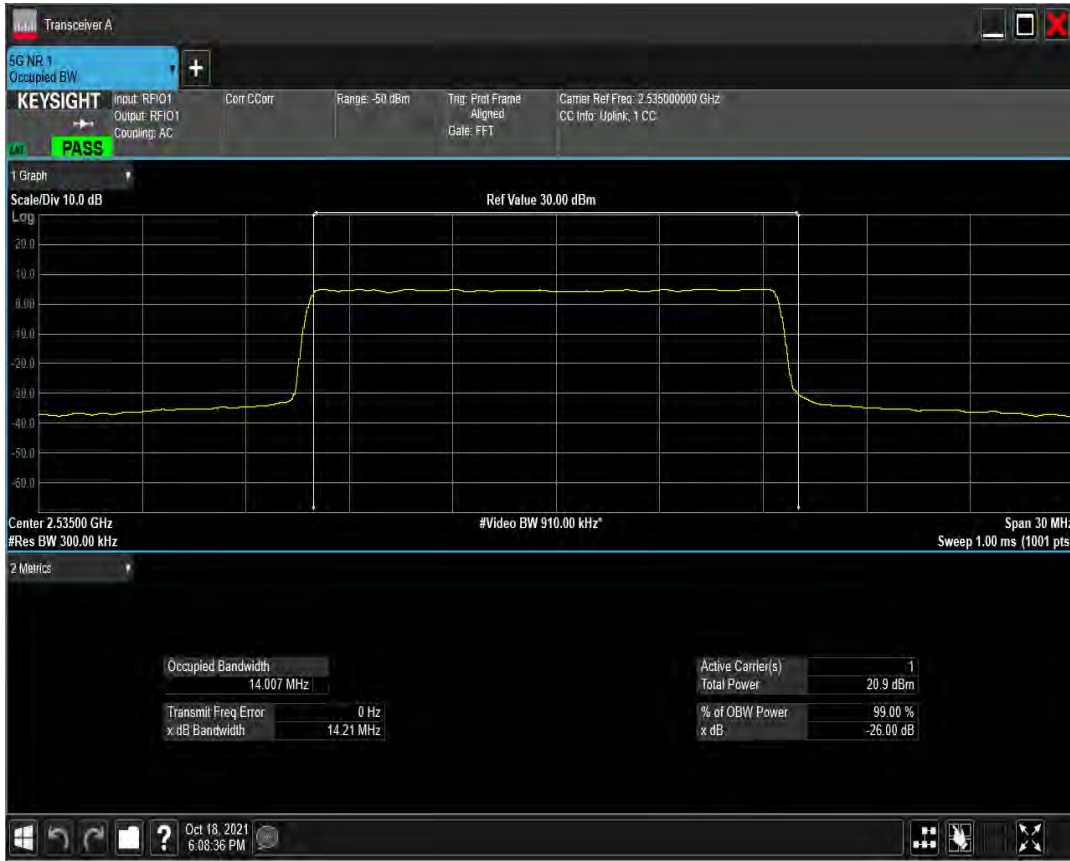 Transceiver A
5G NR 1
Occupied BW
+
KEYSIGHT
PASS
Input: RFIO1
Output: RFIO1
Coupling: AC
Corr CCorr
Range: -50 dBm
Trig: Prot Frame
Aligned
Gate: FFT
Carrier Ref Freq: 2.535000000 GHz
CC Info: Uplink, 1 CC
1 Graph
Scale/Div 10.0 dB
Ref Value 30.00 dBm
Log
20.0
10.0
0.00
-10.0
-20.0
-30.0
-40.0
-50.0
-60.0
Center 2.53500 GHz
#Video BW 910.00 kHz*
Span 30 MHz
#Res BW 300.00 kHz
Sweep 1.00 ms (1001 pts
2 Metrics
Occupied Bandwidth
14.007 MHz
Transmit Freq Error 0 Hz
x dB Bandwidth 14.21 MHz
Active Carrier(s) 1
Total Power 20.9 dBm
% of OBW Power 99.00 %
x dB -26.00 dB
?
Oct 18, 2021
6:08:36 PM